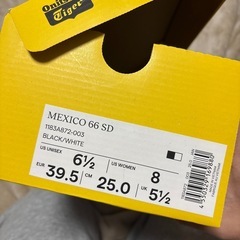 Onitsuka
Tiger
MEXICO 66 SD
1183A872-003
BLACK/WHITE
US UNISEX 6½ US WOMEN 8
EUR 39.5 CM 25.0 UK 5½